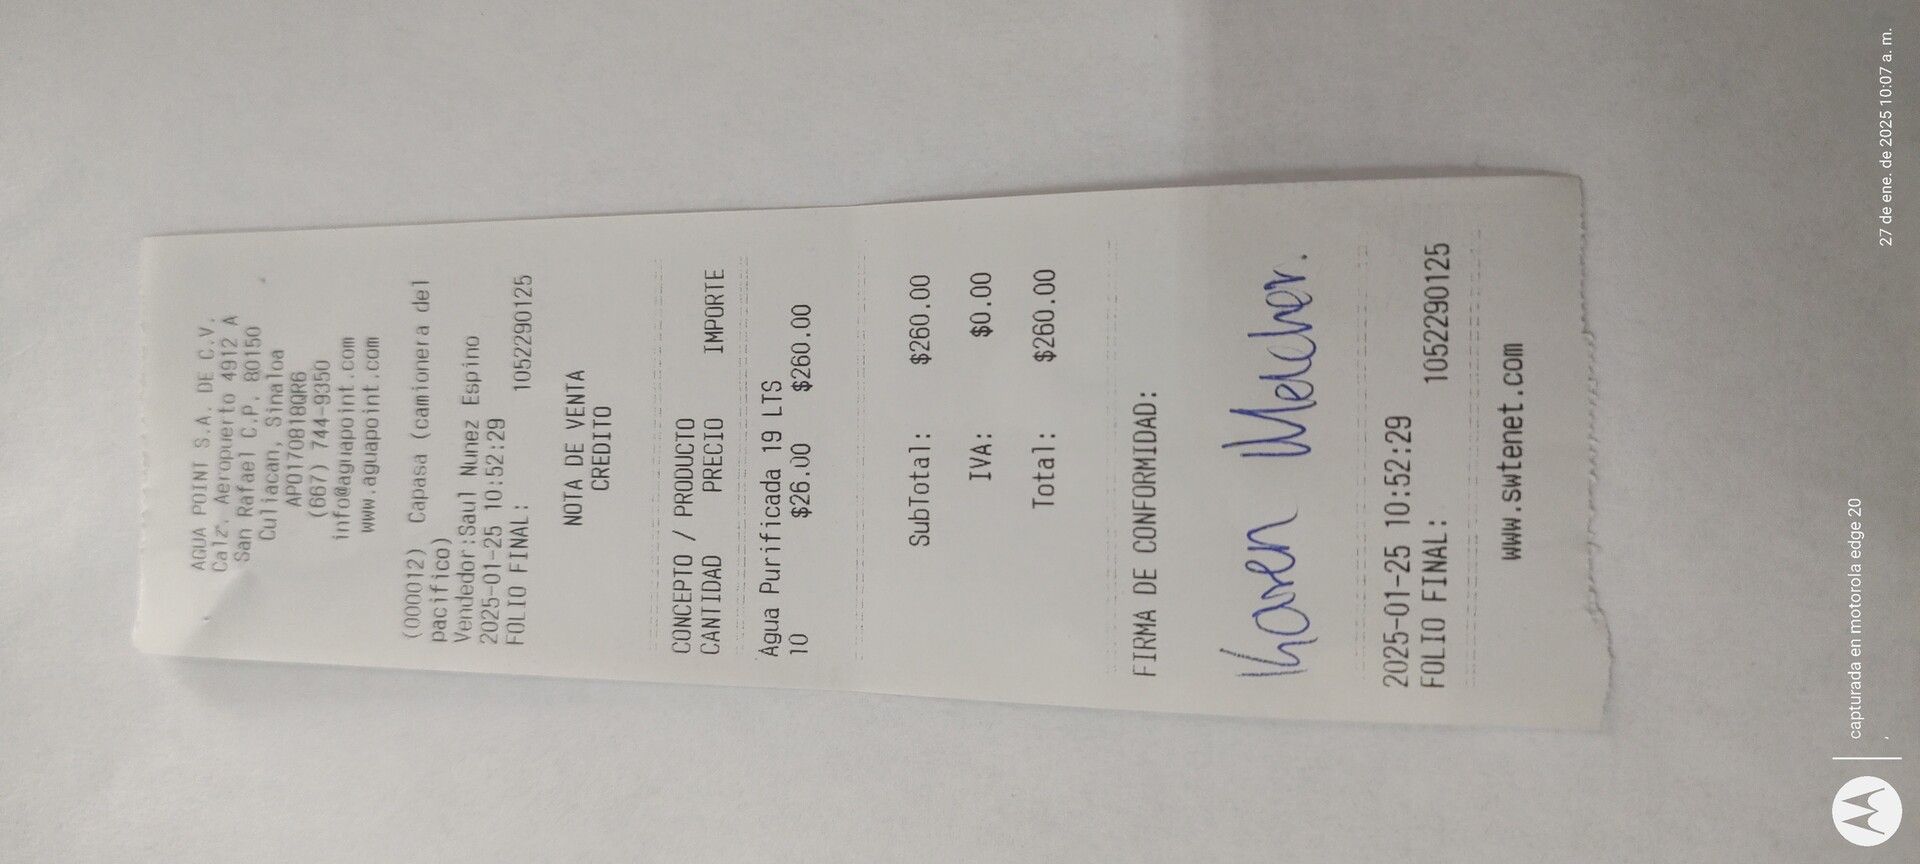 AGUA POINT S.A. DE C.V.
Calz. Aeropuerto 4912 A
San Rafael C.P. 80150
Culiacan, Sinaloa
APO170818QR6
(667) 744-9350
info@aguapoint.com
www.aguapoint.com
(000012) Capasa (camionera del
pacifico)
Vendedor:Saul Nunez Espino
2025-01-25 10:52:29
FOLIO FINAL: 1052290125
NOTA DE VENTA
CREDITO
CONCEPTO / PRODUCTO
CANTIDAD PRECIO IMPORTE
Agua Purificada 19 LTS
10 $26.00 $260.00
SubTotal: $260.00
IVA: $0.00
Total: $260.00
FIRMA DE CONFORMIDAD:
Karen Melcher.
2025-01-25 10:52:29
FOLIO FINAL: 1052290125
www.swtenet.com
capturada en motorola edge 20
27 de ene. de 2025 10:07 a. m.